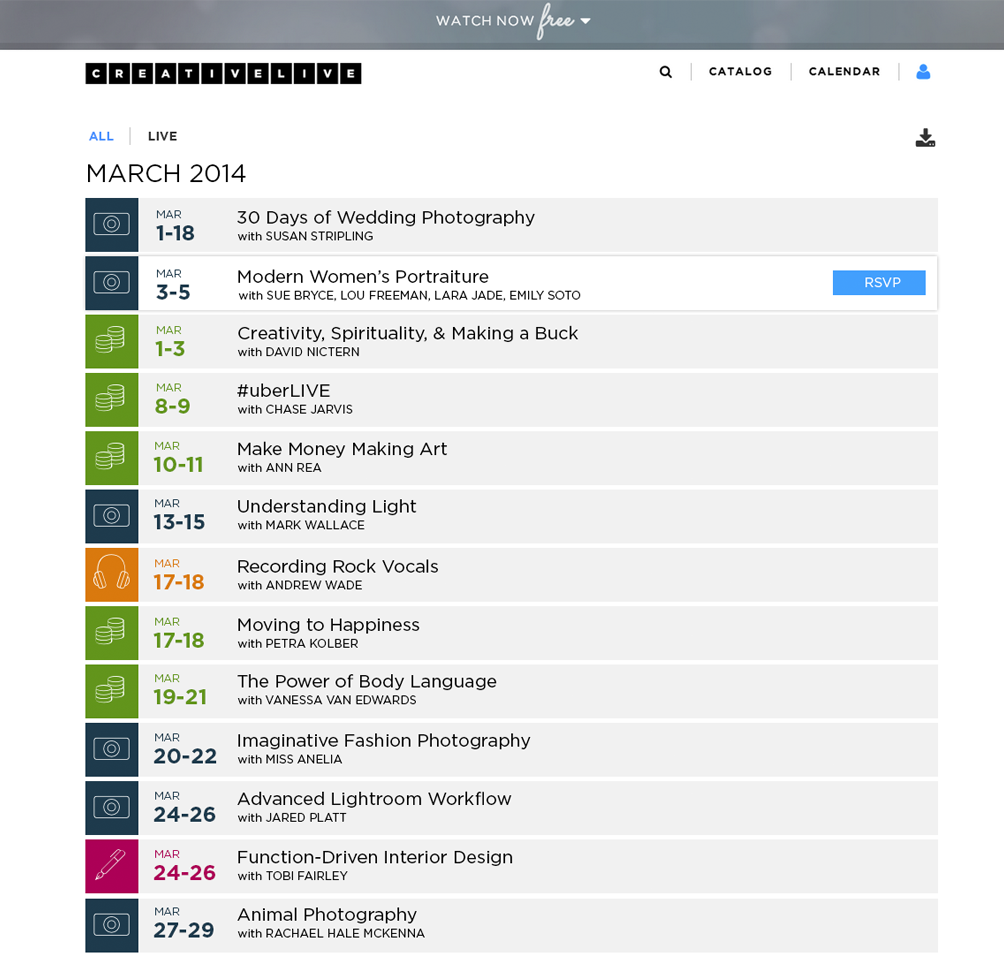 WATCH NOW free
CREATIVELIVE
CATALOG
CALENDAR
ALL
LIVE
MARCH 2014
MAR
1-18
30 Days of Wedding Photography
with SUSAN STRIPLING
MAR
3-5
Modern Women's Portraiture
with SUE BRYCE, LOU FREEMAN, LARA JADE, EMILY SOTO
RSVP
MAR
1-3
Creativity, Spirituality, & Making a Buck
with DAVID NICTERN
MAR
8-9
#uberLIVE
with CHASE JARVIS
MAR
10-11
Make Money Making Art
with ANN REA
MAR
13-15
Understanding Light
with MARK WALLACE
MAR
17-18
Recording Rock Vocals
with ANDREW WADE
MAR
17-18
Moving to Happiness
with PETRA KOLBER
MAR
19-21
The Power of Body Language
with VANESSA VAN EDWARDS
MAR
20-22
Imaginative Fashion Photography
with MISS ANELIA
MAR
24-26
Advanced Lightroom Workflow
with JARED PLATT
MAR
24-26
Function-Driven Interior Design
with TOBI FAIRLEY
MAR
27-29
Animal Photography
with RACHAEL HALE MCKENNA